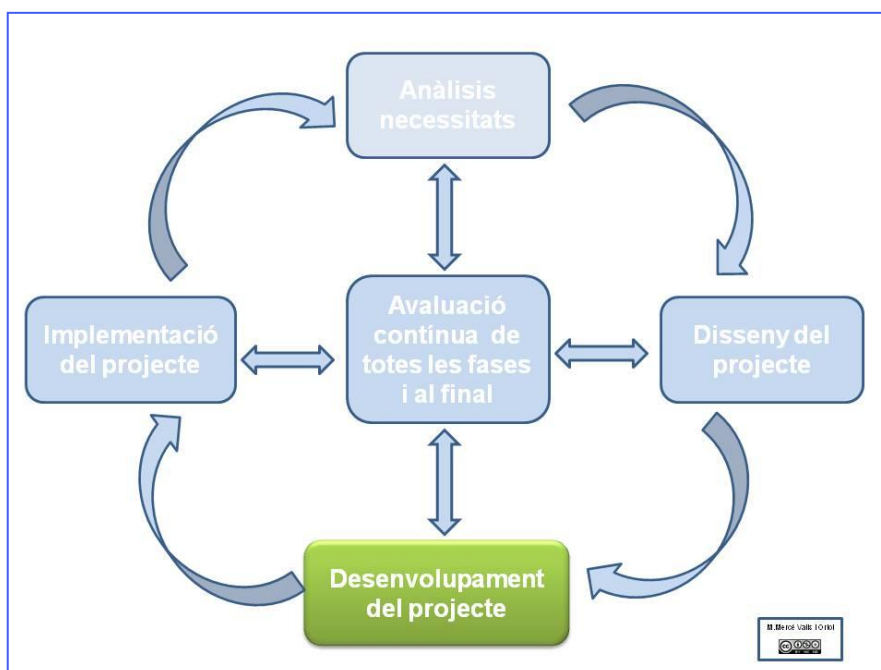 Anàlisis
necessitats
Implementació
del projecte
Avaluació
contínua de
totes les fases
i al final
Disseny del
projecte
Desenvolupament
del projecte
M.Mercè Valls i Oriol